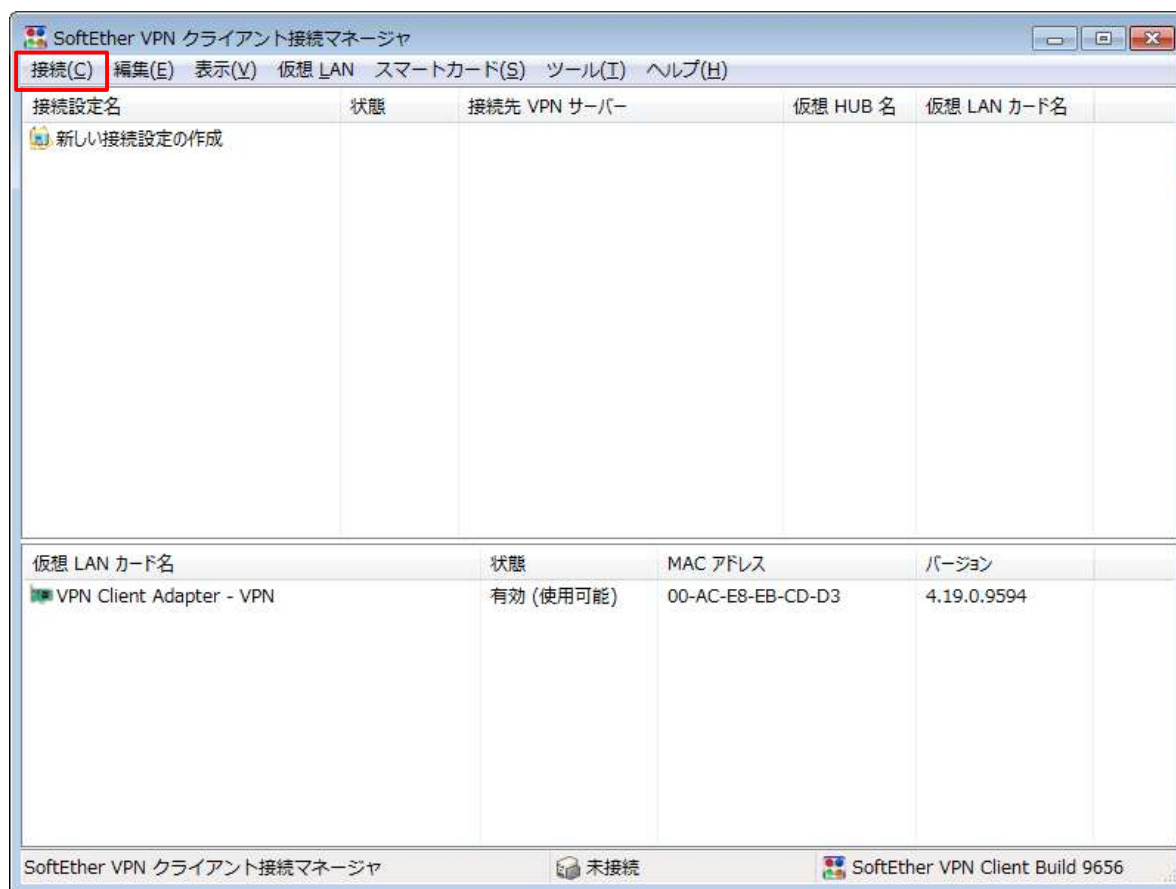 SoftEther VPN クライアント接続マネージャ
接続(C) 編集(E) 表示(V) 仮想 LAN スマートカード(S) ツール(T) ヘルプ(H)
接続設定名 状態 接続先 VPN サーバー 仮想 HUB 名 仮想 LAN カード名
新しい接続設定の作成
仮想 LAN カード名 状態 MAC アドレス バージョン
VPN Client Adapter - VPN 有効 (使用可能) 00-AC-E8-EB-CD-D3 4.19.0.9594
SoftEther VPN クライアント接続マネージャ 未接続 SoftEther VPN Client Build 9656